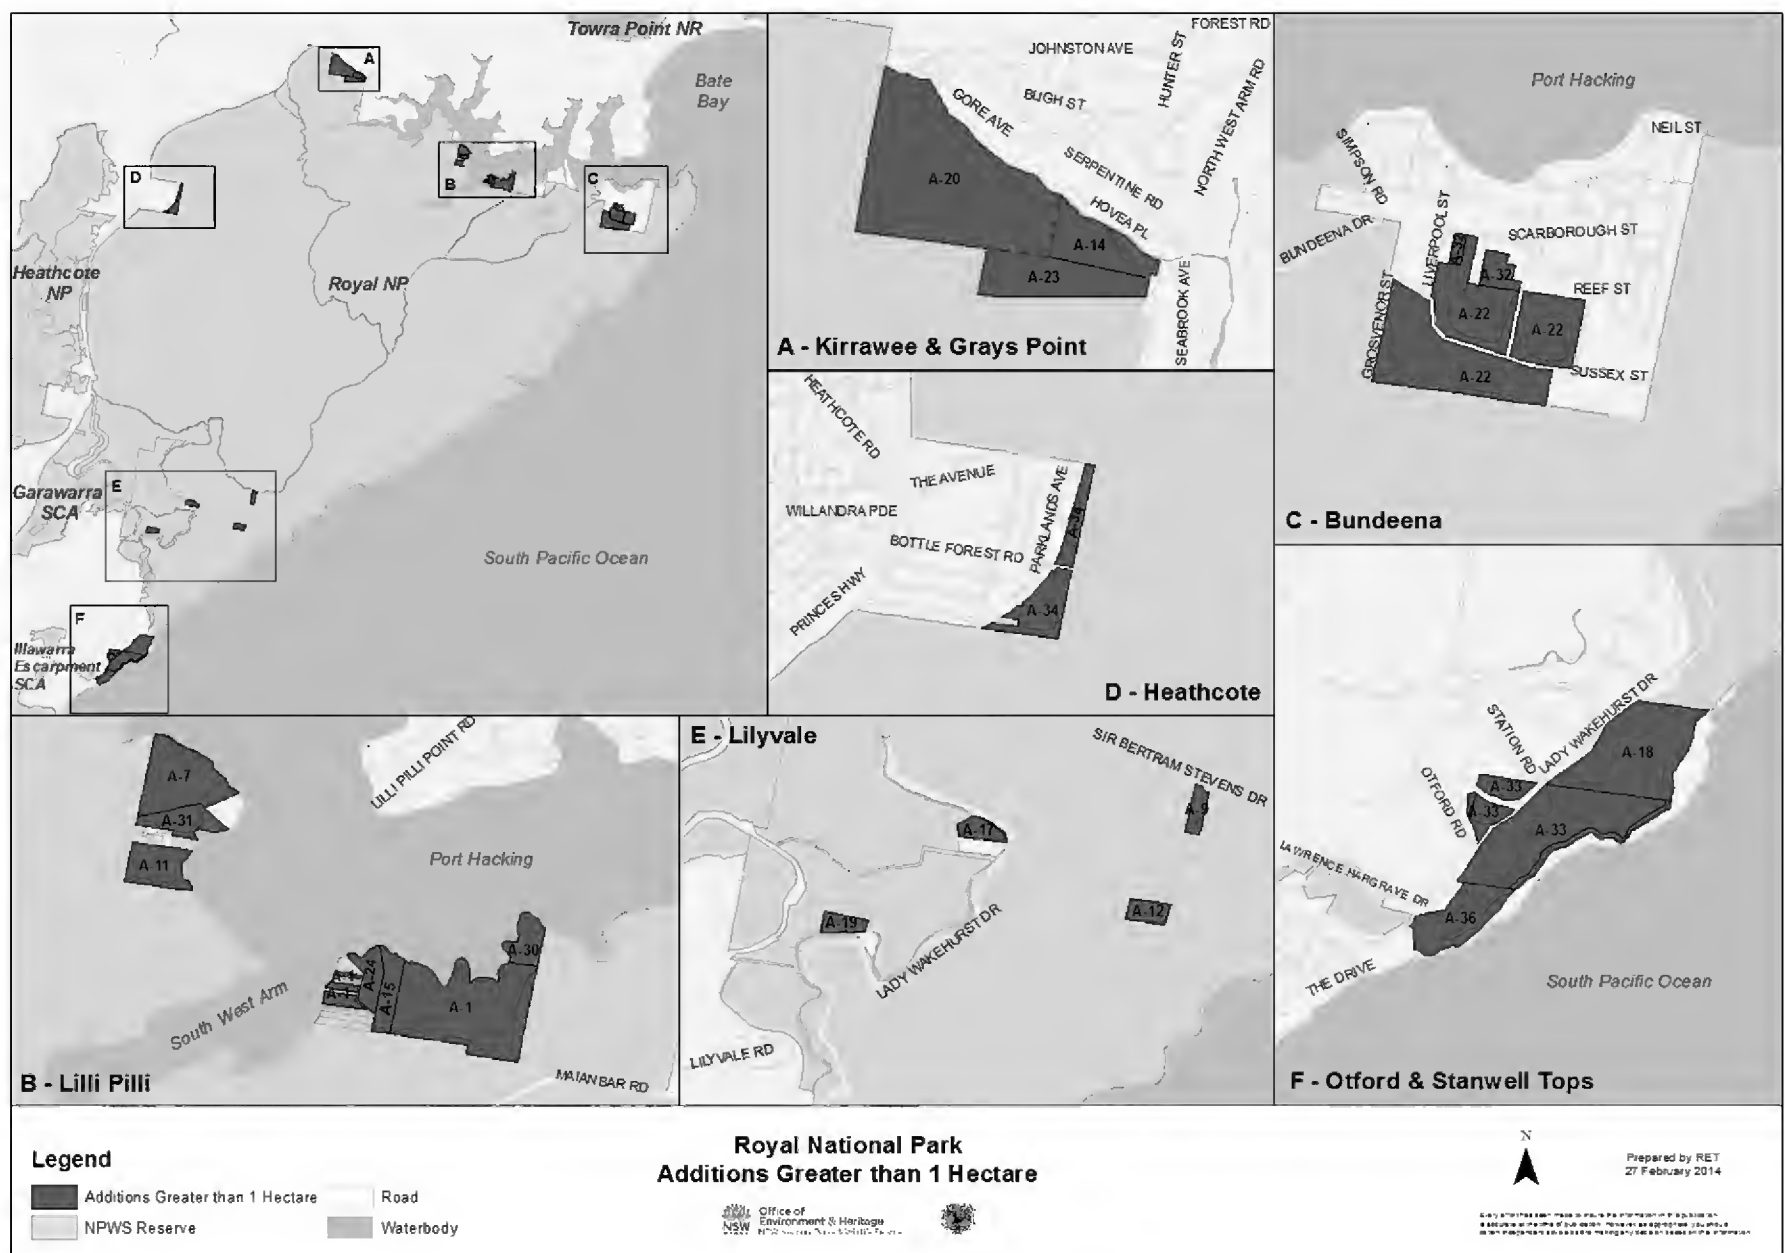 Towra Point NR
Bate
Bay
A
B
C
D
Heathcote
NP
Royal NP
E
Garawarra
SCA
South Pacific Ocean
F
Illawarra
Escarpment
SCA
FOREST RD
JOHNSTON AVE
HUNTER ST
BLIGH ST
GORE AVE
NORTH WEST ARM RD
SERPENTINE RD
HOVEA PL
A-20
A-14
A-23
SEABROOK AVE
A - Kirrawee & Grays Point
Port Hacking
NEIL ST
SIMPSON RD
LIVERPOOL ST
BUNDEENA DR
SCARBOROUGH ST
A-32
A-32
REEF ST
GROSVENOR ST
A-22
A-22
A-22
SUSSEX ST
C - Bundeena
HEATHCOTE RD
THE AVENUE
PARKLANDS AVE
WILLANDRA PDE
A-34
BOTTLE FOREST RD
PRINCES HWY
A-34
D - Heathcote
LILLI PILLI POINT RD
A-7
A-31
A-11
Port Hacking
A-30
A-24
A-15
A-1
South West Arm
MAIANBAR RD
B - Lilli Pilli
E - Lilyvale
SIR BERTRAM STEVENS DR
A-9
A-17
A-12
A-19
LADY WAKEHURST DR
LILYVALE RD
STATION RD
LADY WAKEHURST DR
A-18
OTFORD RD
A-33
A-33
A-33
LAWRENCE HARGRAVE DR
A-36
THE DRIVE
South Pacific Ocean
F - Otford & Stanwell Tops
Legend
Additions Greater than 1 Hectare
Road
NPWS Reserve
Waterbody
Royal National Park
Additions Greater than 1 Hectare
NSW
Office of
Environment & Heritage
N
Prepared by RET
27 February 2014